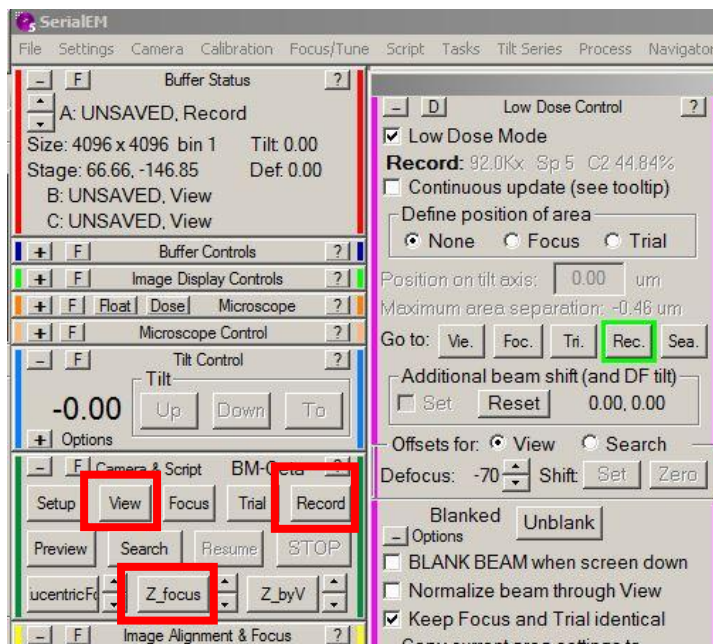 SerialEM
File Settings Camera Calibration Focus/Tune Script Tasks Tilt Series Process Navigator
- F Buffer Status ?
A: UNSAVED, Record
Size: 4096 x 4096 bin 1 Tilt: 0.00
Stage: 66.66, -146.85 Def: 0.00
B: UNSAVED, View
C: UNSAVED, View
+ F Buffer Controls ?
+ F Image Display Controls ?
+ F Float Dose Microscope ?
+ F Microscope Control ?
- F Tilt Control ?
Tilt
-0.00 Up Down To
+ Options
- F Camera & Script BM-Ceta ?
Setup View Focus Trial Record
Preview Search Resume STOP
ucentricFo Z_focus Z_byV
- F Image Alignment & Focus ?
- D Low Dose Control ?
Low Dose Mode
Record: 92.0Kx Sp 5 C2 44.84%
Continuous update (see tooltip)
Define position of area
None Focus Trial
Position on tilt axis: 0.00 um
Maximum area separation: -0.46 um
Go to: Vie. Foc. Tri. Rec. Sea.
Additional beam shift (and DF tilt)
Set Reset 0.00, 0.00
Offsets for: View Search
Defocus: -70 Shift: Set Zero
Blanked Unblank
- Options
BLANK BEAM when screen down
Normalize beam through View
Keep Focus and Trial identical
Copy current area settings to